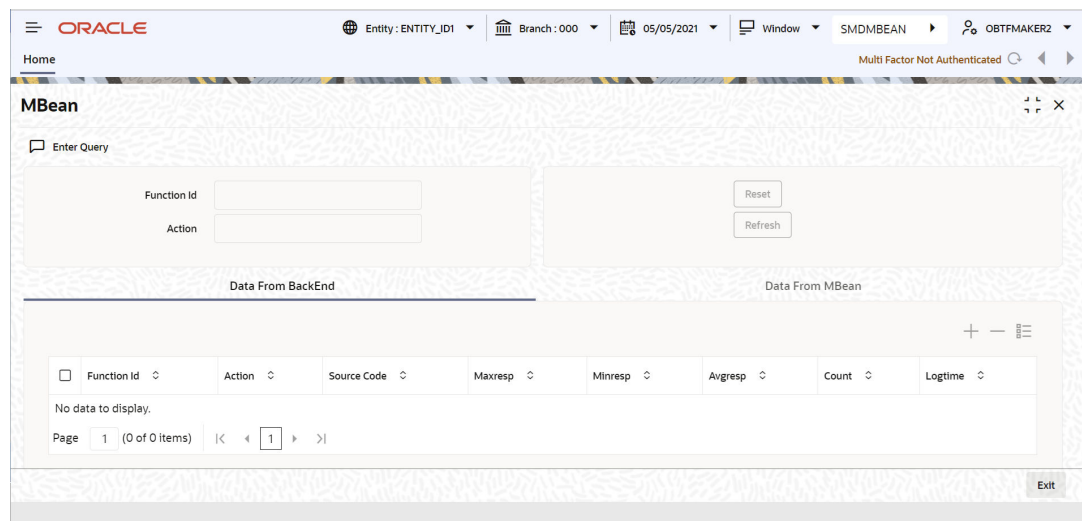 ORACLE Entity : ENTITY_ID1 Branch : 000 05/05/2021 Window SMDMBEAN OBTFMAKER2
Home Multi Factor Not Authenticated
MBean
Enter Query
Function Id Reset
Action Refresh
Data From BackEnd Data From MBean
Function Id Action Source Code Maxresp Minresp Avgresp Count Logtime
No data to display.
Page 1 (0 of 0 items) 1
Exit